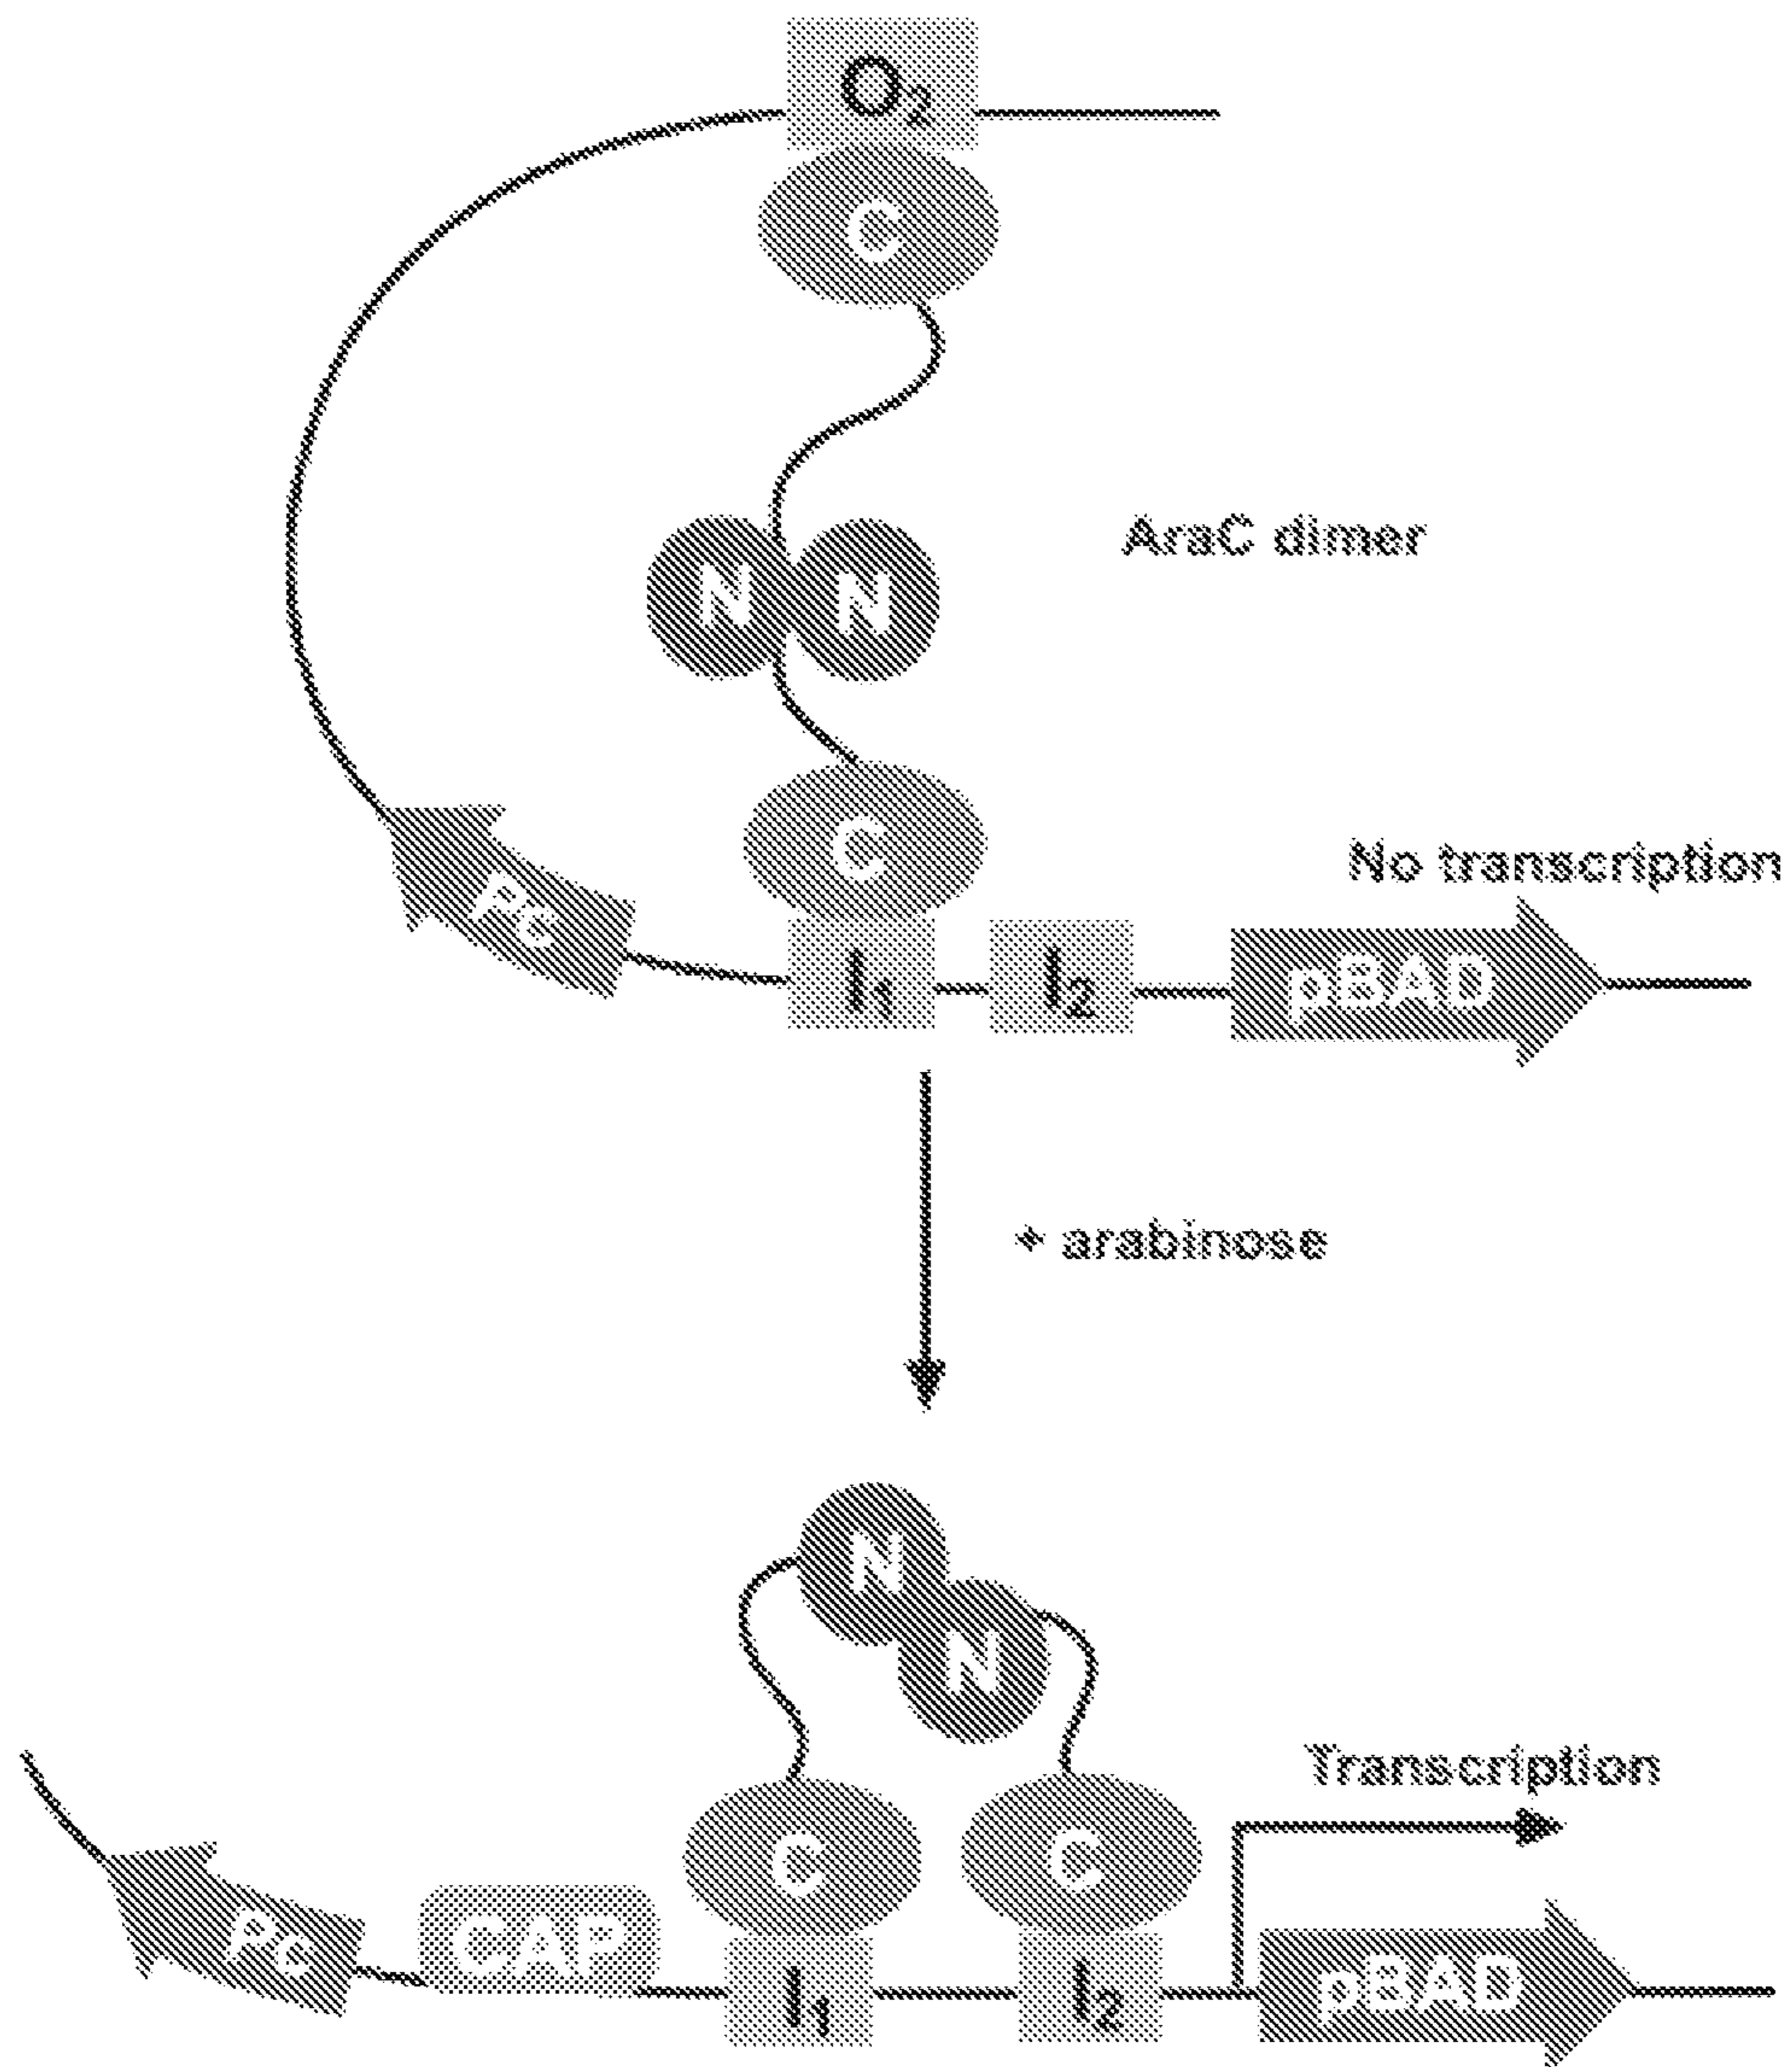 O₂
C
N N
AraC dimer
C
No transcription
Pc
I₁ I₂ pBAD
+ arabinose
N
N
Transcription
C C
Pc CAP
I₁ I₂ pBAD